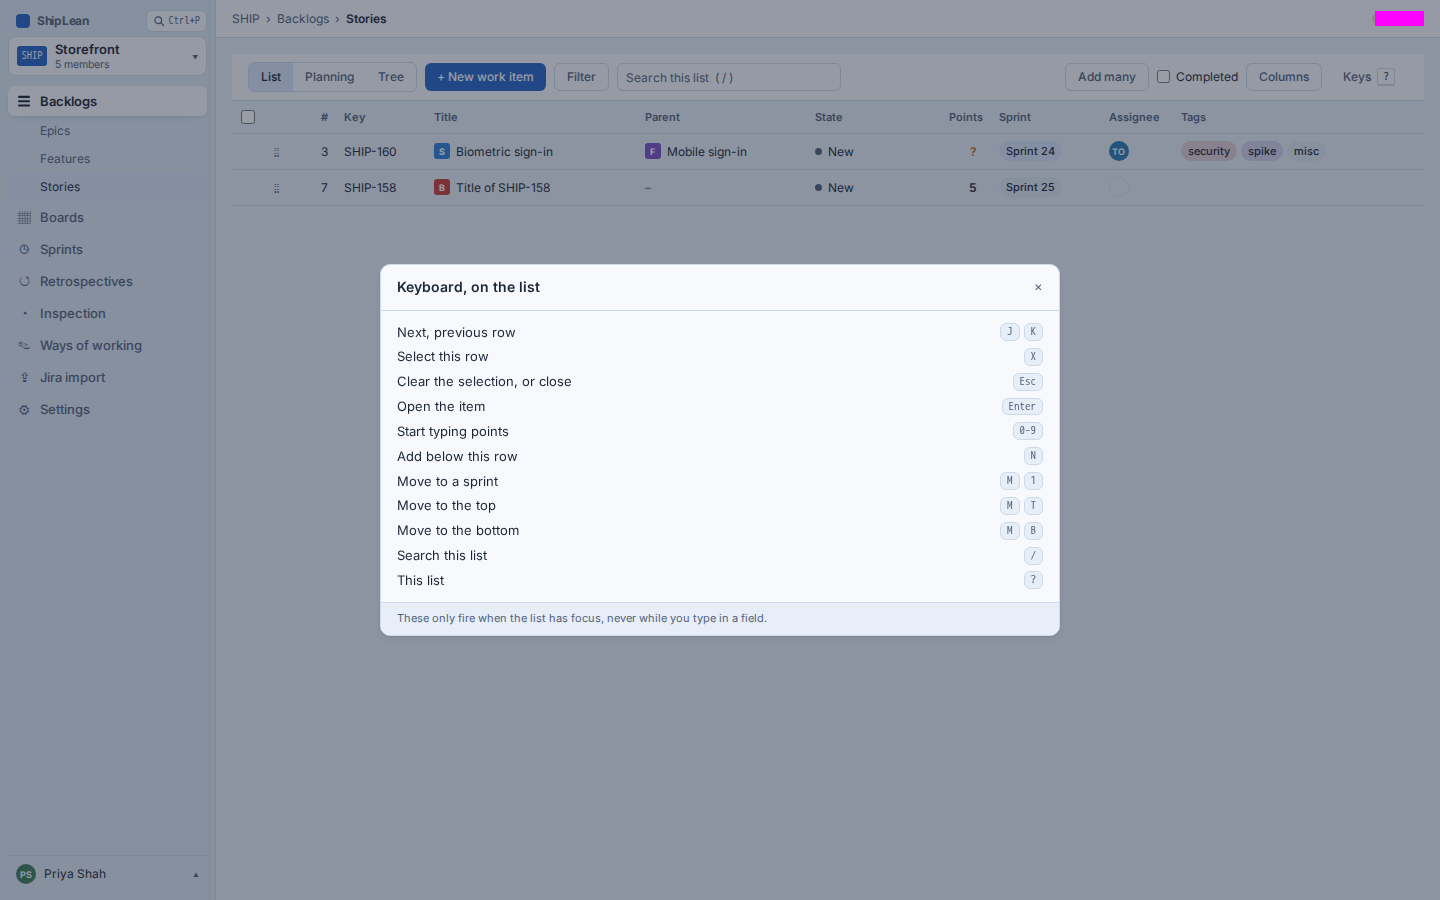 ShipLean Ctrl+P
SHIP Storefront
5 members
Backlogs
Epics
Features
Stories
Boards
Sprints
Retrospectives
Inspection
Ways of working
Jira import
Settings
PS Priya Shah
SHIP › Backlogs › Stories
List Planning Tree + New work item Filter Search this list ( / ) Add many Completed Columns Keys ?
# Key Title Parent State Points Sprint Assignee Tags
3 SHIP-160 S Biometric sign-in F Mobile sign-in New ? Sprint 24 TO security spike misc
7 SHIP-158 B Title of SHIP-158 – New 5 Sprint 25
Keyboard, on the list ×
Next, previous row J K
Select this row X
Clear the selection, or close Esc
Open the item Enter
Start typing points 0-9
Add below this row N
Move to a sprint M 1
Move to the top M T
Move to the bottom M B
Search this list /
This list ?
These only fire when the list has focus, never while you type in a field.